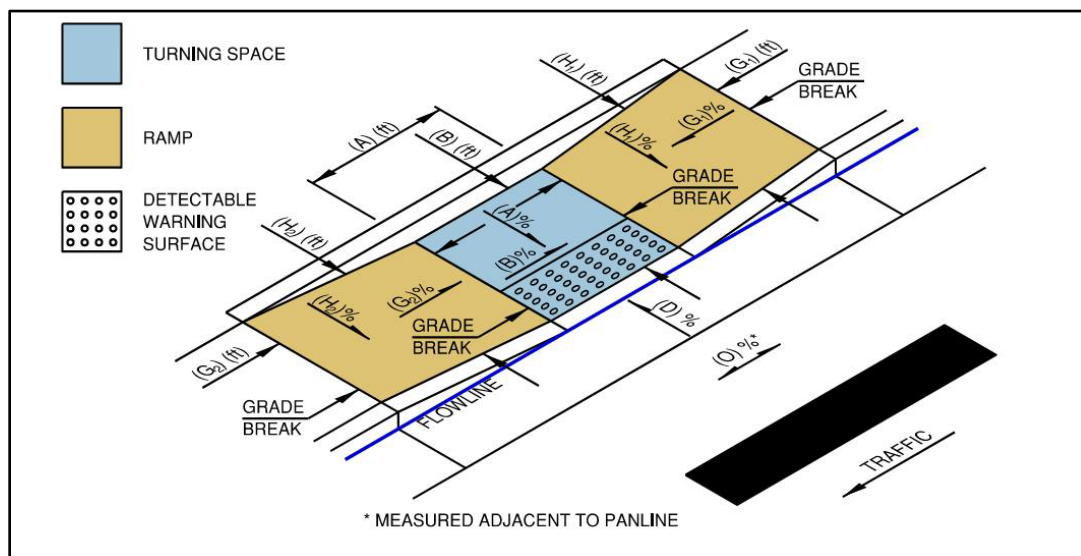 TURNING SPACE
RAMP
DETECTABLE
WARNING
SURFACE
(A) (ft)
(B) (ft)
(H₁) (ft)
(G₁) (ft)
GRADE
BREAK
(G₁)%
(H₁)%
GRADE
BREAK
(A)%
(B)%
(H₂) (ft)
(H₂)%
(G₂)%
GRADE
BREAK
(D) %
(O) %*
(G₂) (ft)
GRADE
BREAK
FLOWLINE
TRAFFIC
* MEASURED ADJACENT TO PANLINE